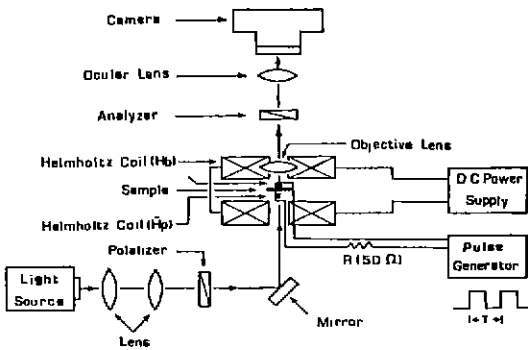 Camera
Ocular Lens
Analyzer
Objective Lens
Helmholtz Coil (Hb)
Sample
Helmholtz Coil (Hp)
D C Power
Supply
Polalizer
Pulse
Generator
R (50 Ω)
Light
Source
Mirror
Lens
T